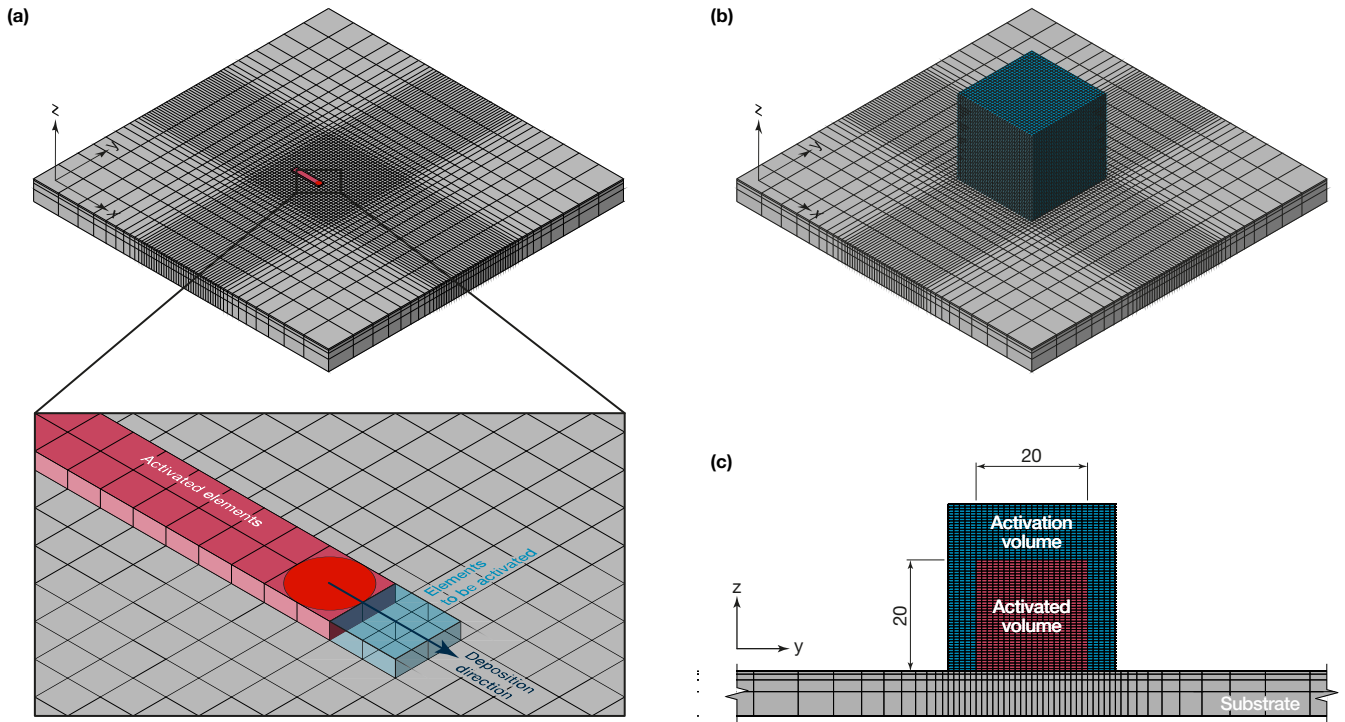 (a)
z
y
x
Activated elements
Elements
to be activated
Deposition
direction
(b)
z
y
x
(c)
20
Activation
volume
20
Activated
volume
z
y
Substrate